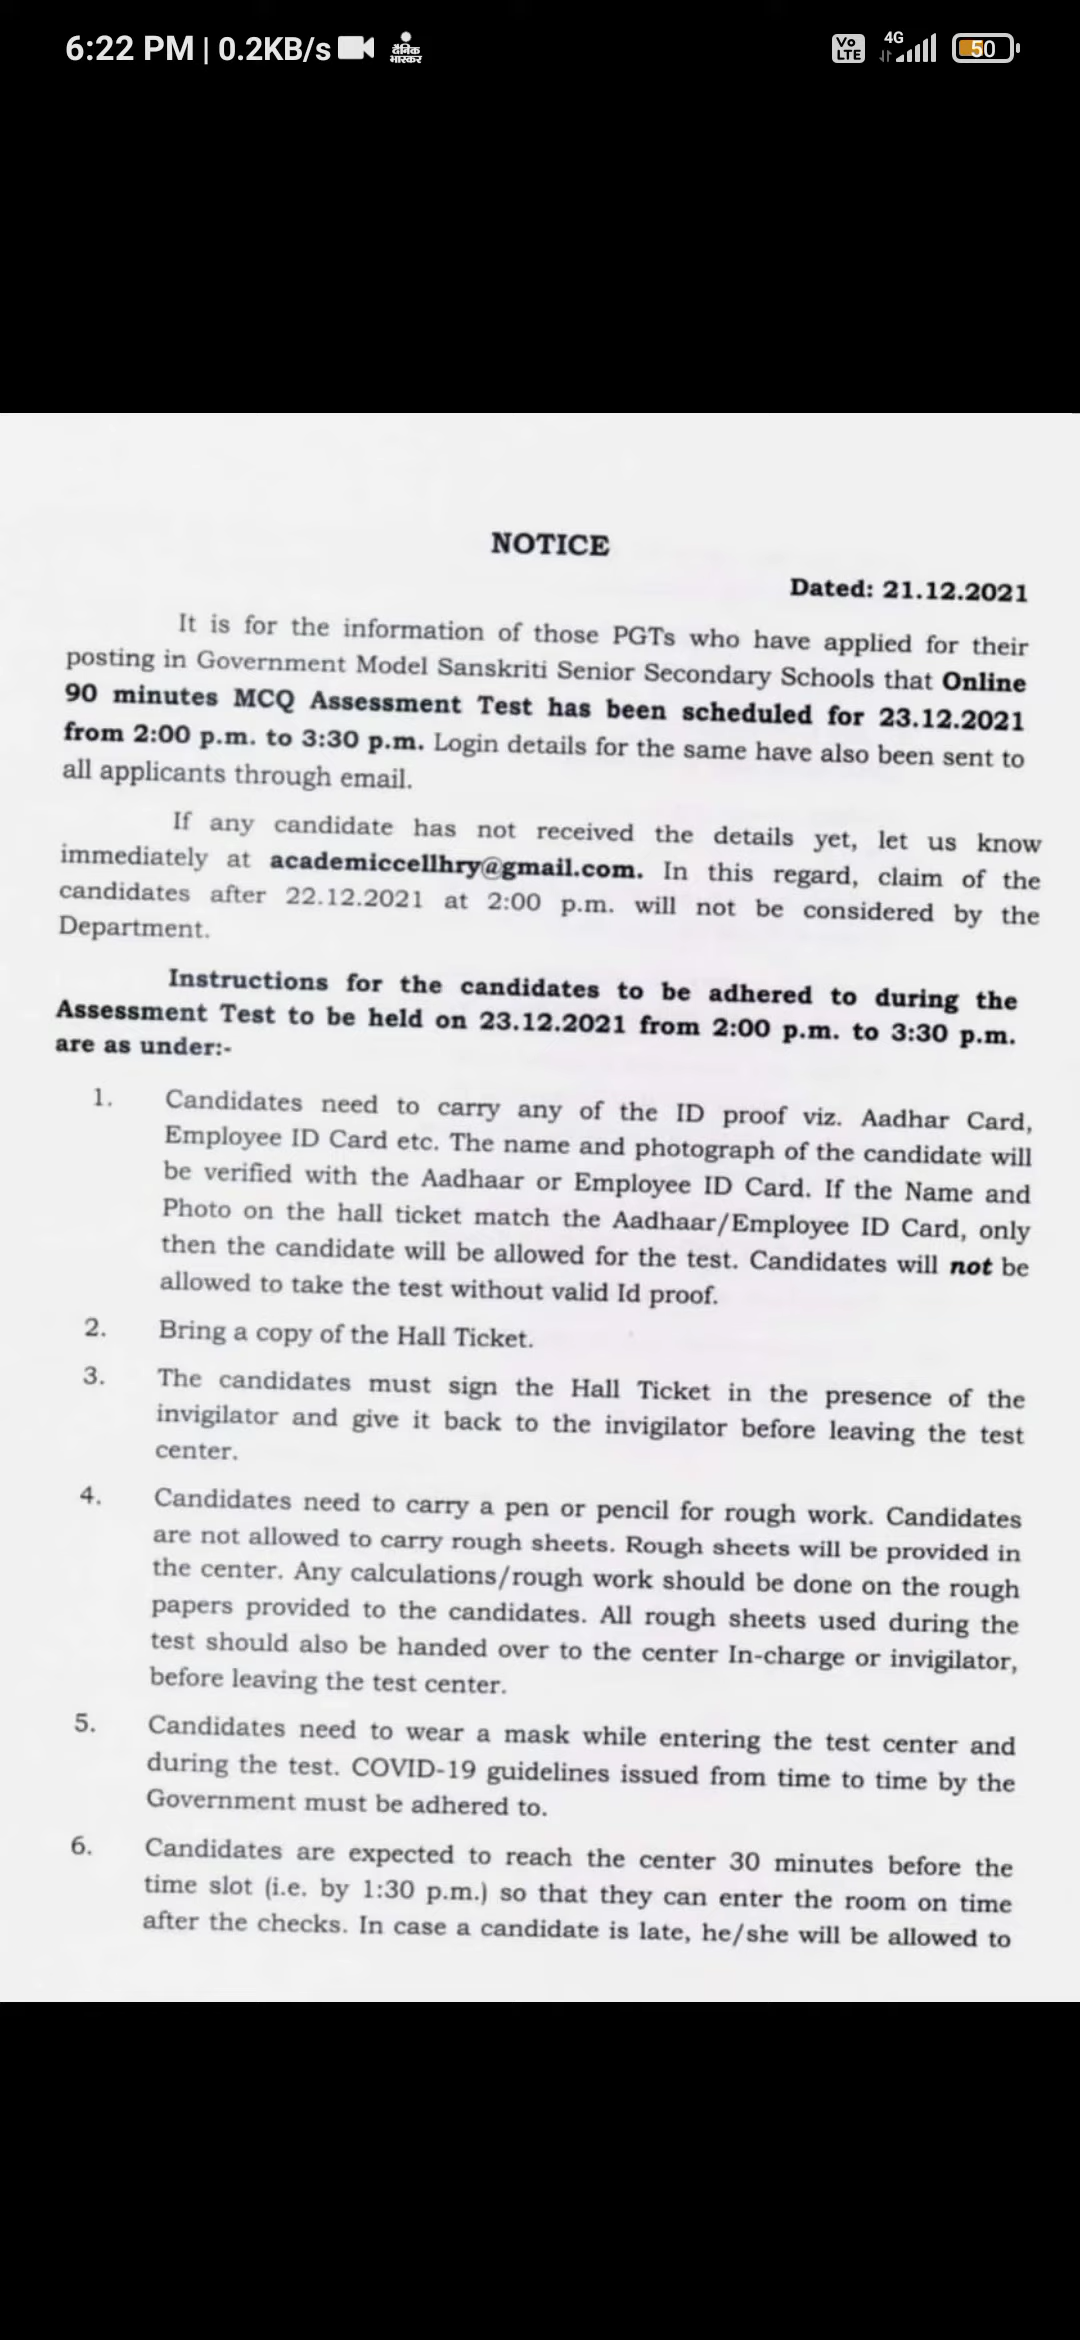 6:22 PM | 0.2KB/s दैनिक भास्कर Vo LTE 4G 50
NOTICE
Dated: 21.12.2021
It is for the information of those PGTs who have applied for their
posting in Government Model Sanskriti Senior Secondary Schools that Online
90 minutes MCQ Assessment Test has been scheduled for 23.12.2021
from 2:00 p.m. to 3:30 p.m. Login details for the same have also been sent to
all applicants through email.
If any candidate has not received the details yet, let us know
immediately at academiccellhry@gmail.com. In this regard, claim of the
candidates after 22.12.2021 at 2:00 p.m. will not be considered by the
Department.
Instructions for the candidates to be adhered to during the
Assessment Test to be held on 23.12.2021 from 2:00 p.m. to 3:30 p.m.
are as under:-
1. Candidates need to carry any of the ID proof viz. Aadhar Card,
Employee ID Card etc. The name and photograph of the candidate will
be verified with the Aadhaar or Employee ID Card. If the Name and
Photo on the hall ticket match the Aadhaar/Employee ID Card, only
then the candidate will be allowed for the test. Candidates will not be
allowed to take the test without valid Id proof.
2. Bring a copy of the Hall Ticket.
3. The candidates must sign the Hall Ticket in the presence of the
invigilator and give it back to the invigilator before leaving the test
center.
4. Candidates need to carry a pen or pencil for rough work. Candidates
are not allowed to carry rough sheets. Rough sheets will be provided in
the center. Any calculations/rough work should be done on the rough
papers provided to the candidates. All rough sheets used during the
test should also be handed over to the center In-charge or invigilator,
before leaving the test center.
5. Candidates need to wear a mask while entering the test center and
during the test. COVID-19 guidelines issued from time to time by the
Government must be adhered to.
6. Candidates are expected to reach the center 30 minutes before the
time slot (i.e. by 1:30 p.m.) so that they can enter the room on time
after the checks. In case a candidate is late, he/she will be allowed to